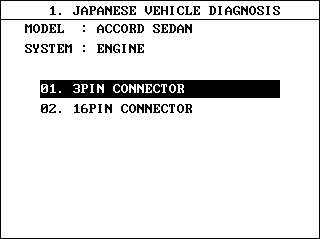 1. JAPANESE VEHICLE DIAGNOSIS
MODEL : ACCORD SEDAN
SYSTEM : ENGINE
01. 3PIN CONNECTOR
02. 16PIN CONNECTOR